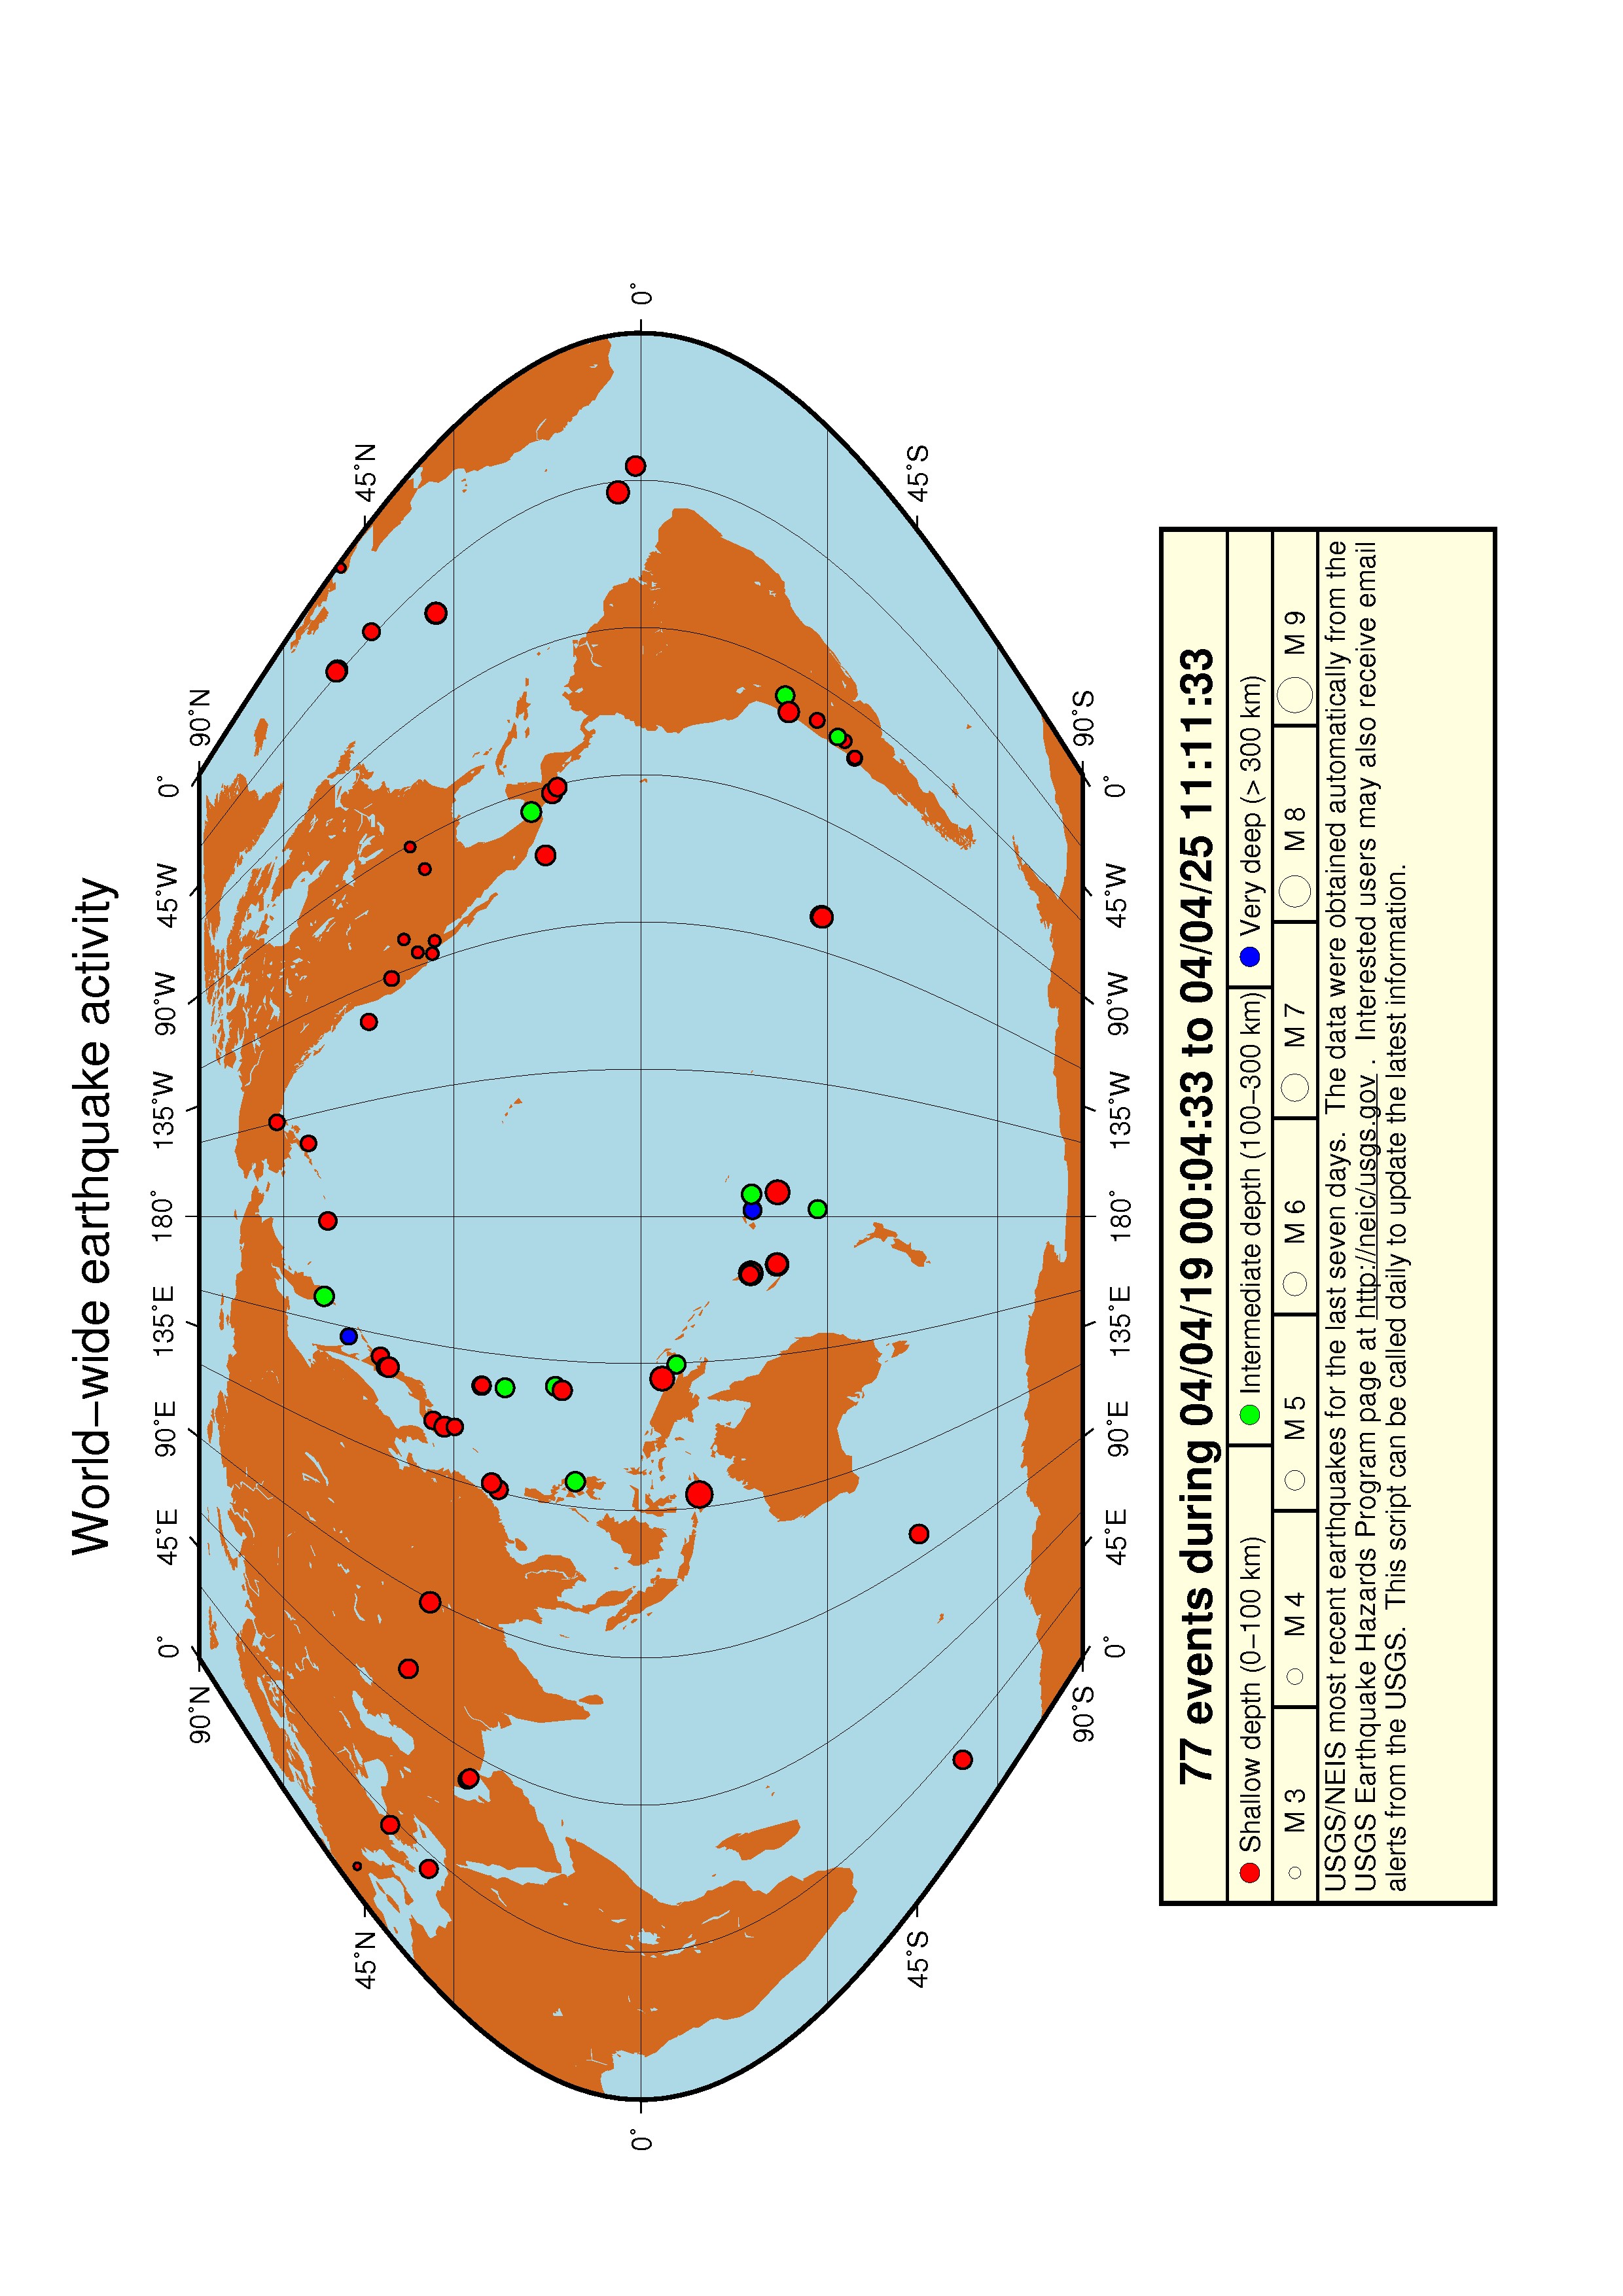 World−wide earthquake activity
0˚ 45˚E 90˚E 135˚E 180˚ 135˚W 90˚W 45˚W 0˚
90˚N 90˚N
45˚N 45˚N
0˚ 0˚
45˚S 45˚S
90˚S 90˚S
0˚ 45˚E 90˚E 135˚E 180˚ 135˚W 90˚W 45˚W 0˚
77 events during 04/04/19 00:04:33 to 04/04/25 11:11:33
Shallow depth (0−100 km) Intermediate depth (100−300 km) Very deep (> 300 km)
M 3 M 4 M 5 M 6 M 7 M 8 M 9
USGS/NEIS most recent earthquakes for the last seven days. The data were obtained automatically from the
USGS Earthquake Hazards Program page at http://neic/usgs.gov . Interested users may also receive email
alerts from the USGS. This script can be called daily to update the latest information.